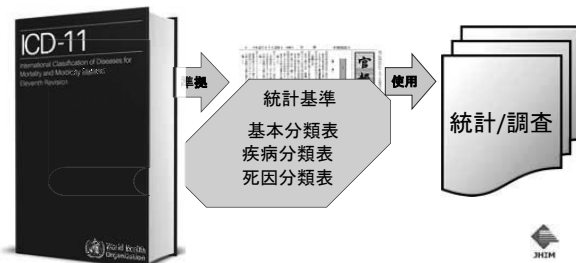 ICD-11
International Classification of Diseases for
Mortality and Morbidity Statistics
Eleventh Revision
World Health
Organization
準拠
官報
統計基準
基本分類表
疾病分類表
死因分類表
使用
統計/調査
JHIM